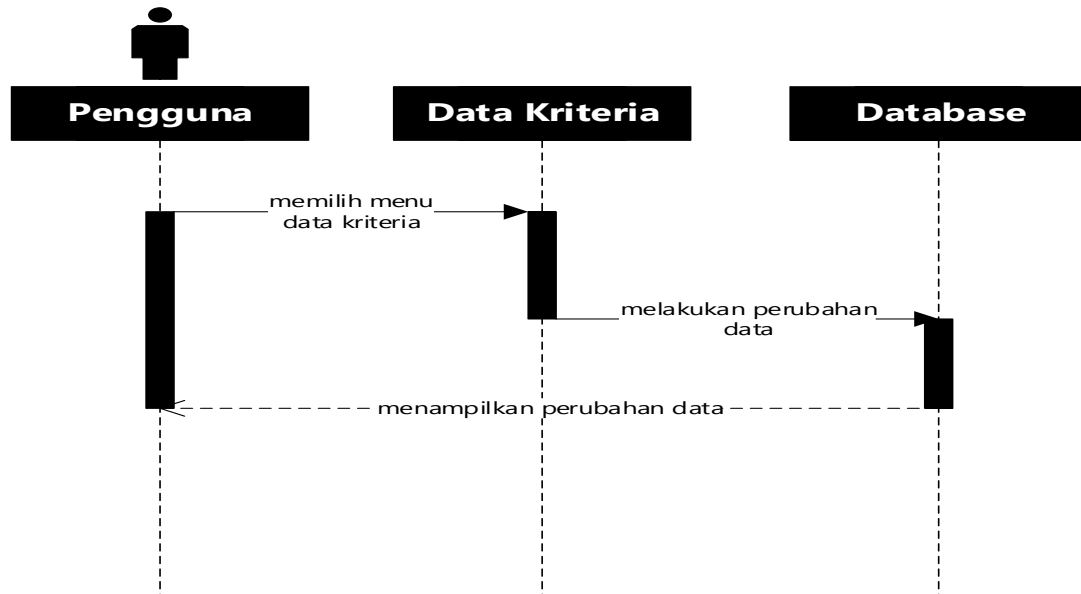 Pengguna
Data Kriteria
Database
memilih menu
data kriteria
melakukan perubahan
data
menampilkan perubahan data